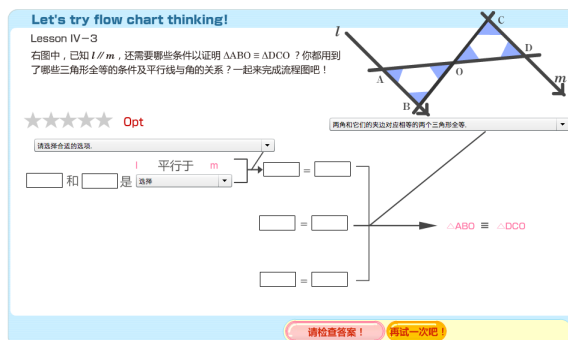 Let's try flow chart thinking!
Lesson Ⅳ-3
右图中，已知 l // m，还需要哪些条件以证明 ΔABO ≡ ΔDCO ？你都用到
了哪些三角形全等的条件及平行线与角的关系？一起来完成流程图吧！
l
C
D
O
A
B
m
★★★★★ Opt
两角和它们的夹边对应相等的两个三角形全等.
请选择合适的选项.
l 平行于 m
和 是 选择
=
=
△ABO ≡ △DCO
=
请检查答案！ 再试一次吧！